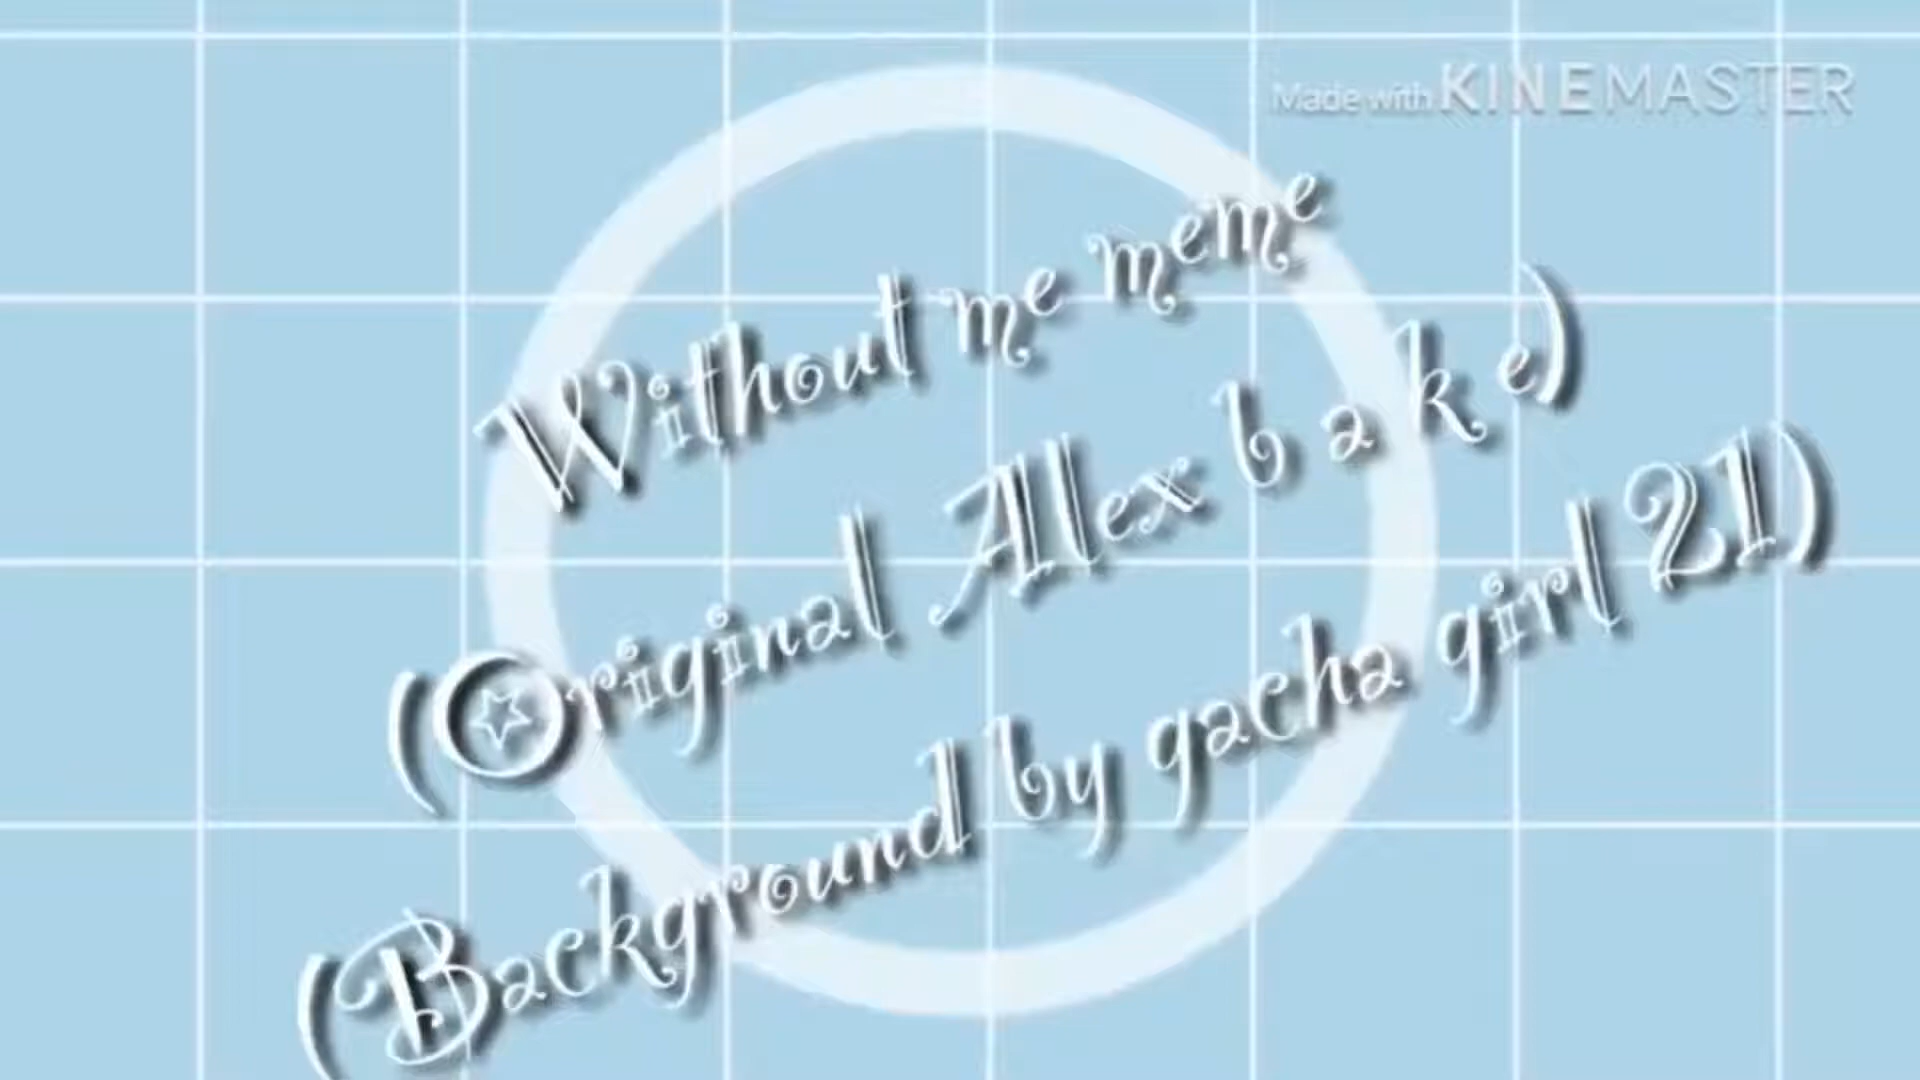 Made with KINEMASTER
Without me meme
(Original Alex b a k e)
(Background by gacha girl 21)